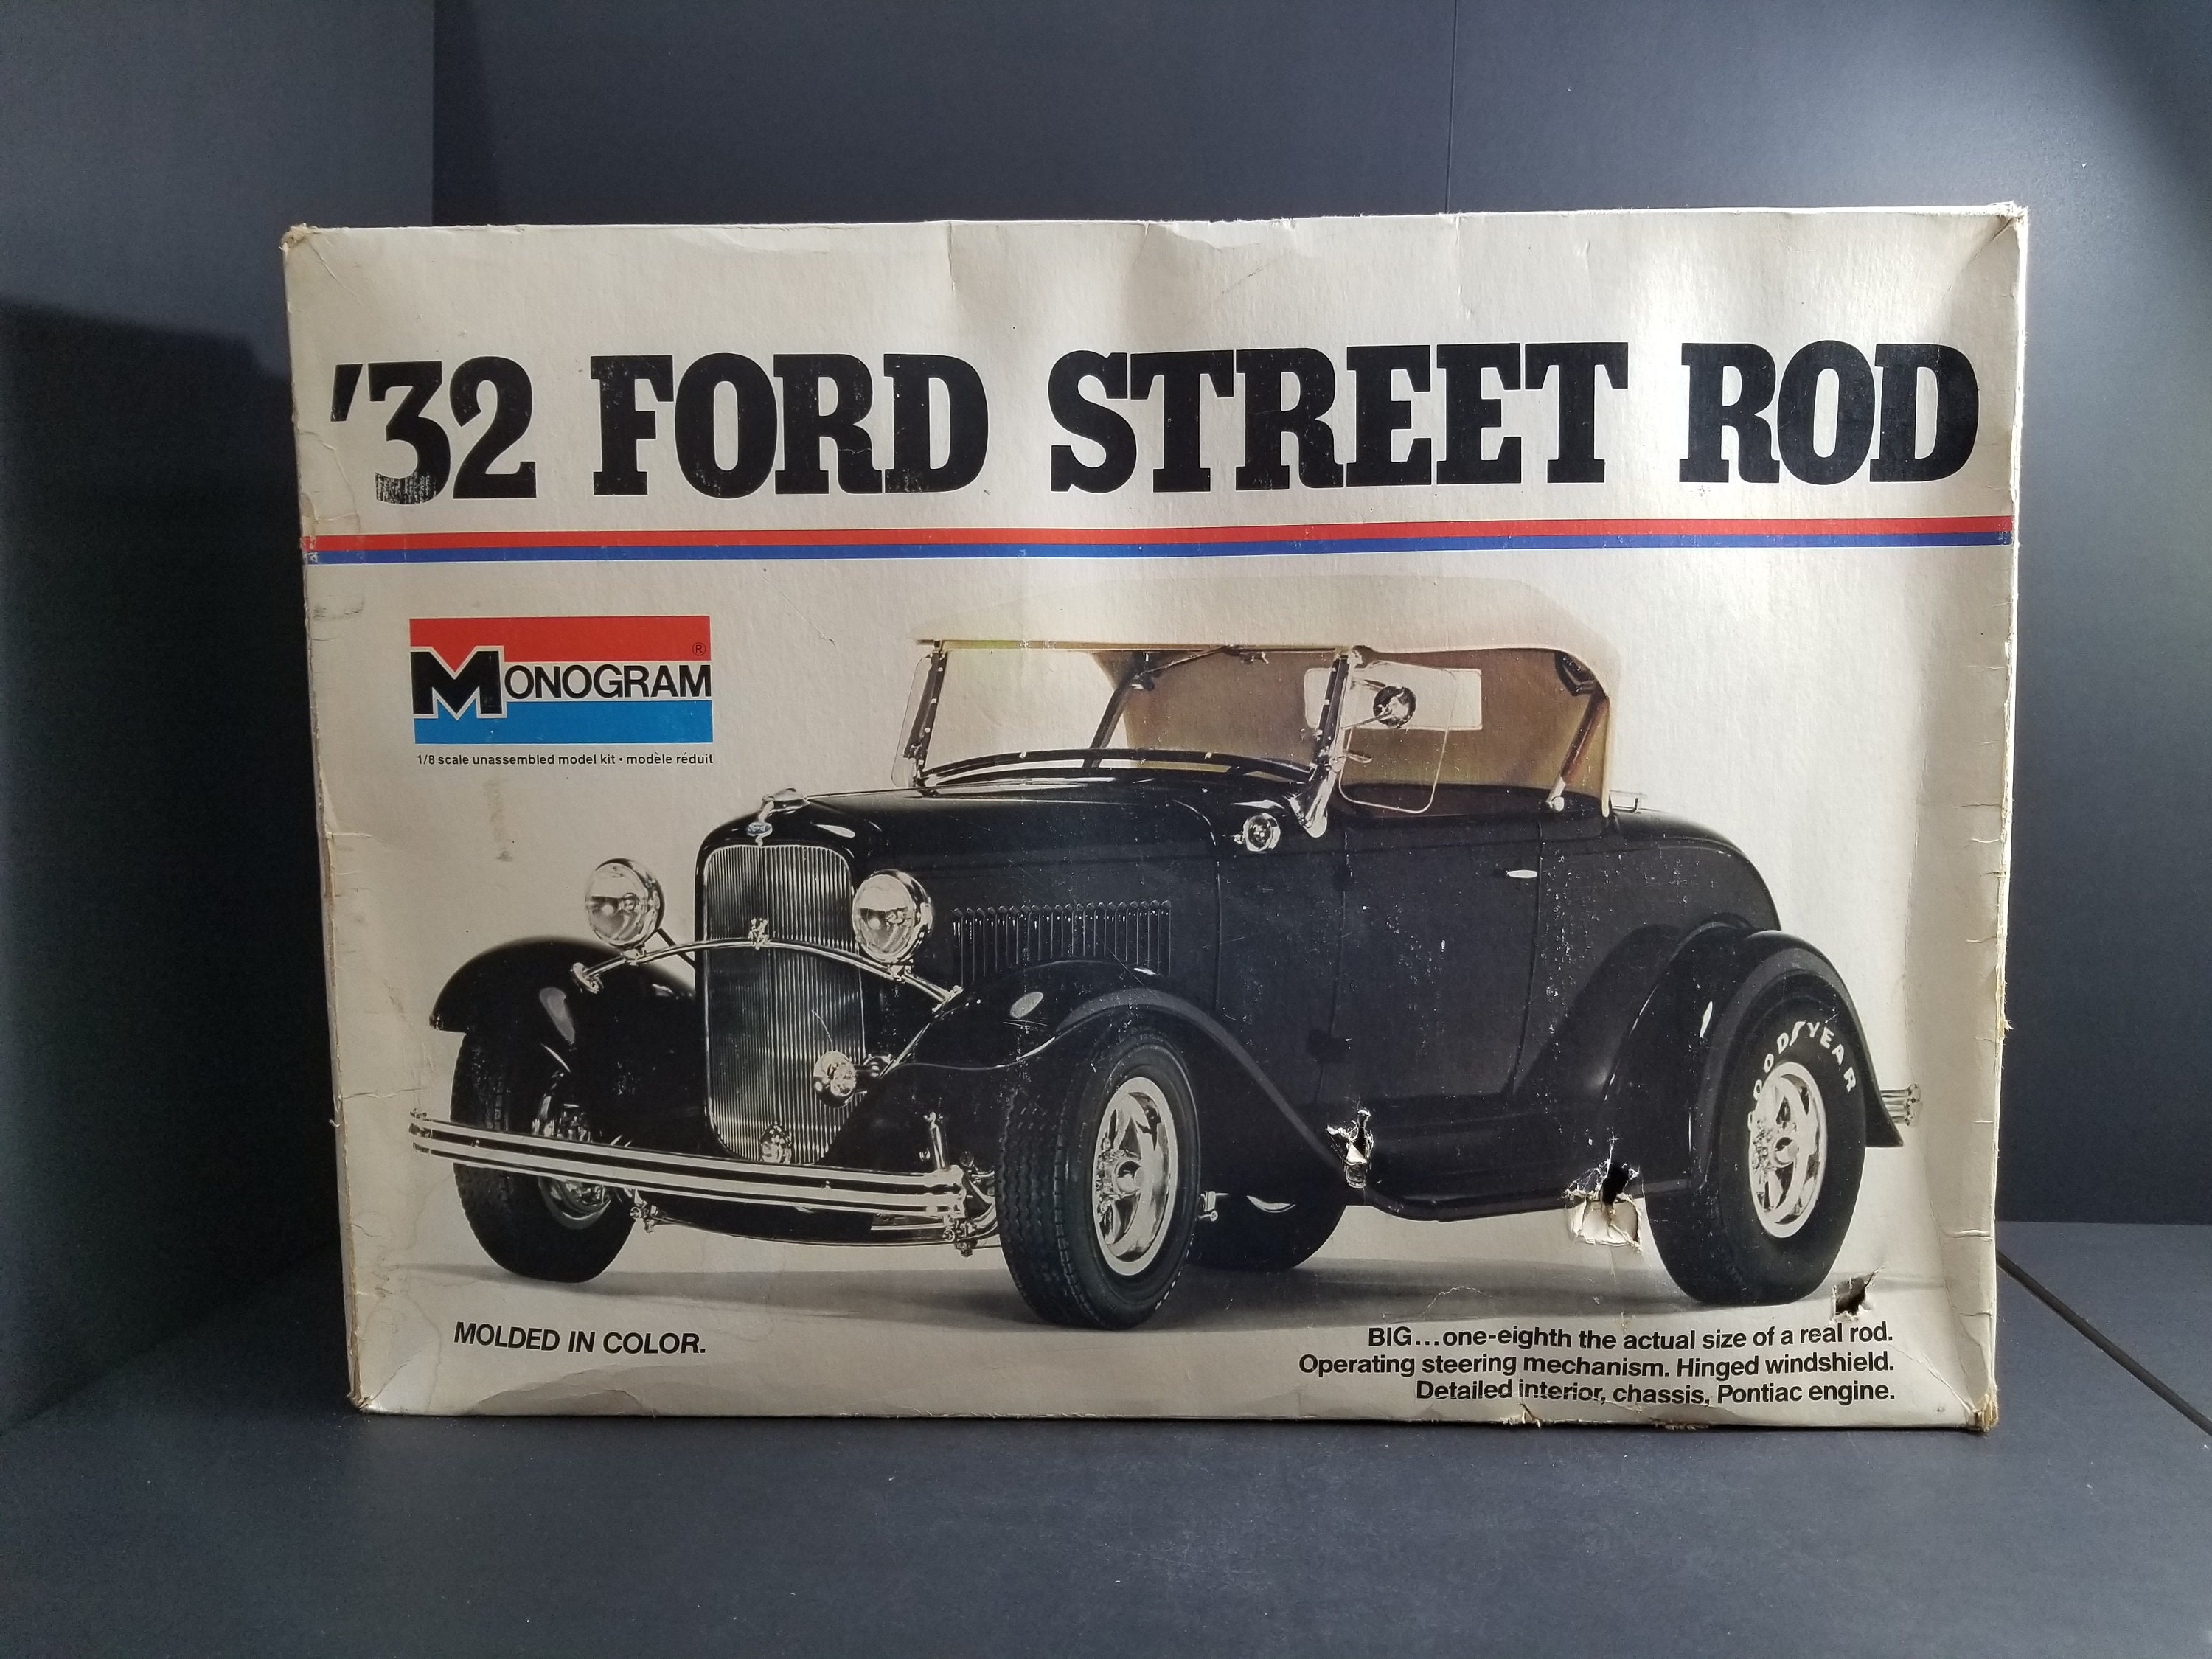 '32 FORD STREET ROD
MONOGRAM®
1/8 scale unassembled model kit • modèle réduit
Ford
GOODYEAR
MOLDED IN COLOR.
BIG...one-eighth the actual size of a real rod.
Operating steering mechanism. Hinged windshield.
Detailed interior, chassis, Pontiac engine.